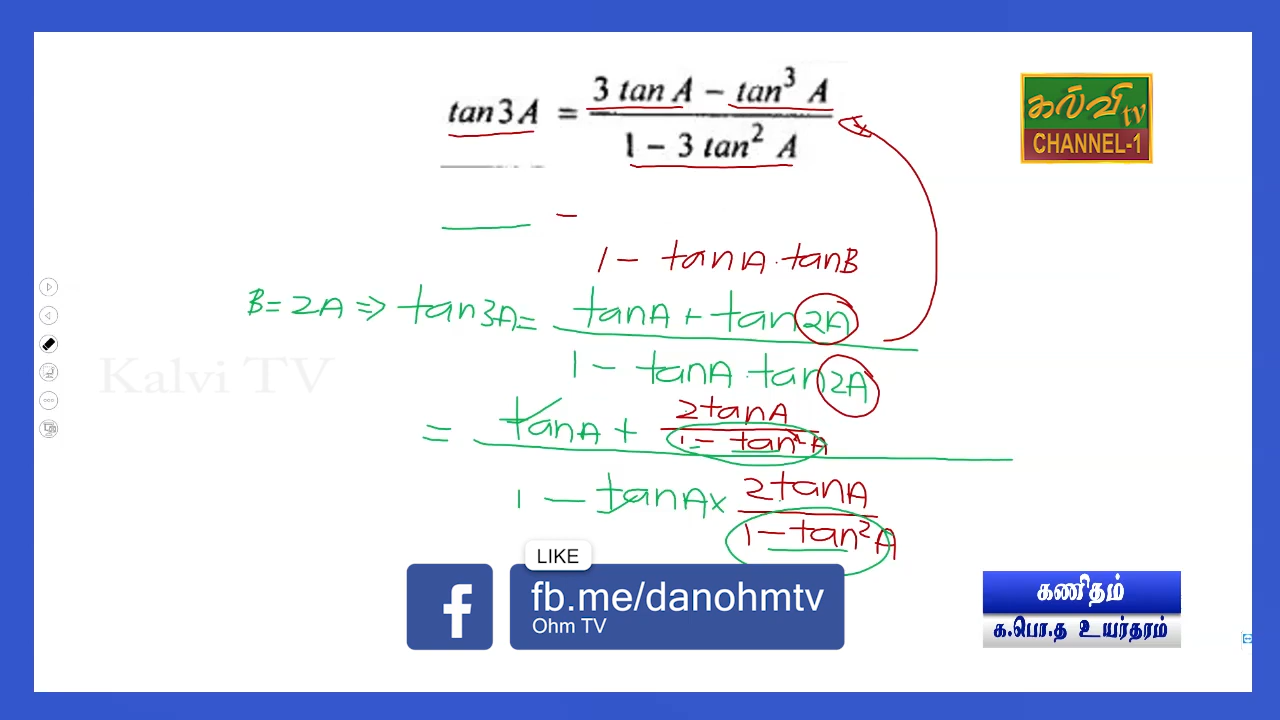 tan3A = (3 tan A − tan³ A) / (1 − 3 tan² A)
கல்வி tv
CHANNEL-1
1 − tanA . tanB
B = 2A ⇒ tan3A = (tanA + tan2A) / (1 − tanA . tan2A)
Kalvi TV
= (tanA + 2tanA / (1 − tan²A)) / (1 − tanA × 2tanA / (1 − tan²A))
LIKE
fb.me/danohmtv
Ohm TV
கணிதம்
க.பொ.த உயர்தரம்